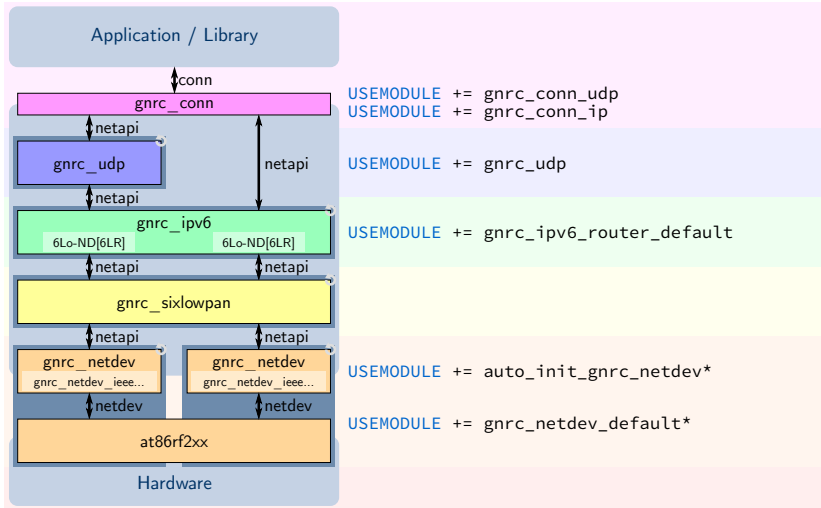 Application / Library
conn
gnrc_conn
USEMODULE += gnrc_conn_udp
USEMODULE += gnrc_conn_ip
netapi
gnrc_udp
netapi
USEMODULE += gnrc_udp
netapi
gnrc_ipv6
6Lo-ND[6LR]
6Lo-ND[6LR]
USEMODULE += gnrc_ipv6_router_default
netapi
netapi
gnrc_sixlowpan
netapi
netapi
gnrc_netdev
gnrc_netdev_ieee...
gnrc_netdev
gnrc_netdev_ieee...
USEMODULE += auto_init_gnrc_netdev*
netdev
netdev
USEMODULE += gnrc_netdev_default*
at86rf2xx
Hardware